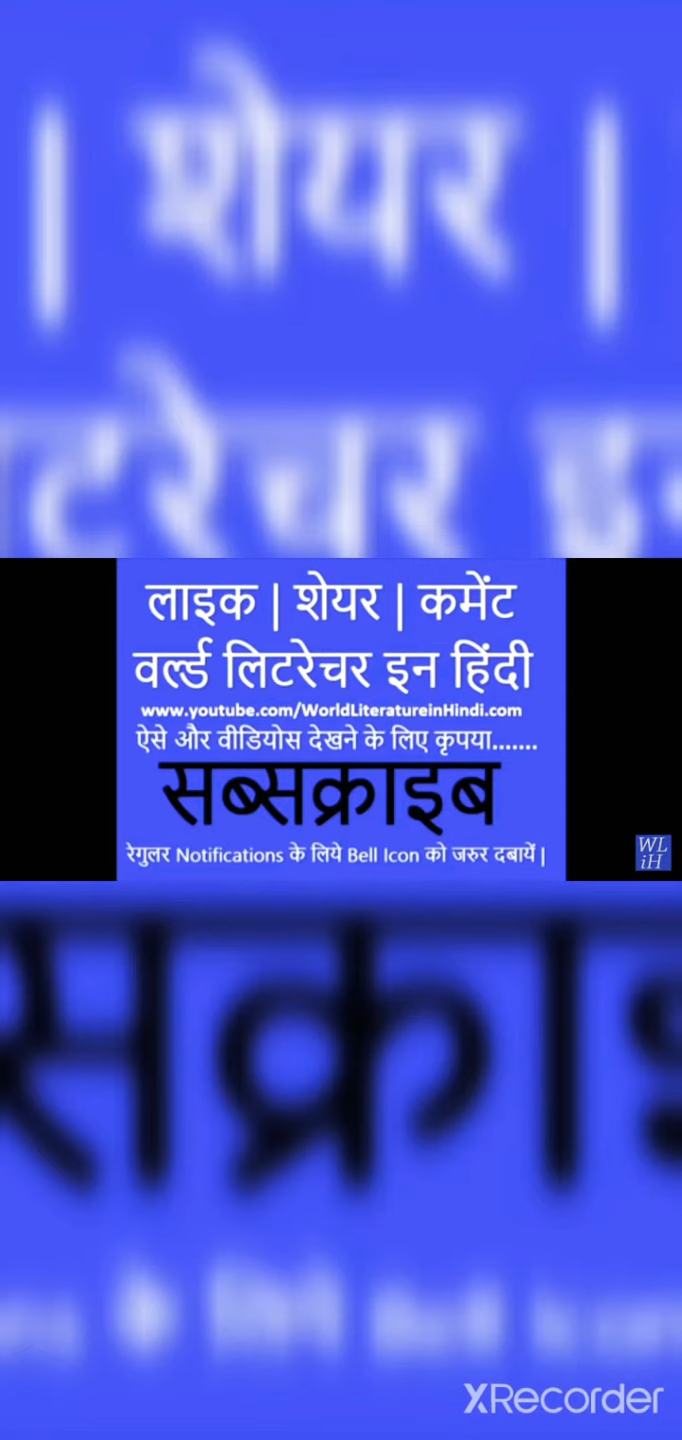 | शेयर |
लाइक | शेयर | कमेंट
वर्ल्ड लिटरेचर इन हिंदी
www.youtube.com/WorldLiteratureinHindi.com
ऐसे और वीडियोस देखने के लिए कृपया.......
सब्सक्राइब
रेगुलर Notifications के लिये Bell Icon को जरुर दबायें |
WL
iH
XRecorder